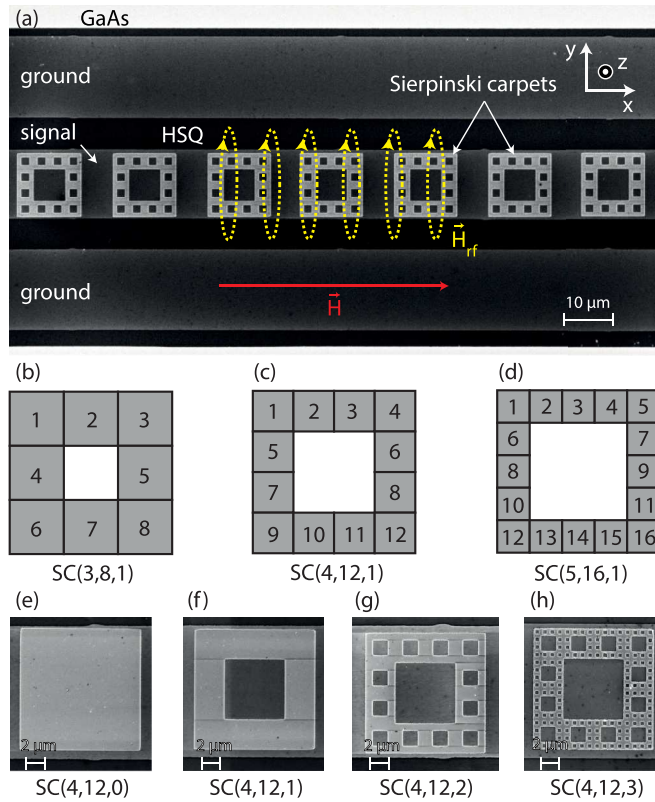 (a)
GaAs
ground
y
z
x
Sierpinski carpets
signal
HSQ
H⃗rf
ground
H⃗
10 µm
(b)
(c)
(d)
1 2 3
4 5
6 7 8
1 2 3 4
5 6
7 8
9 10 11 12
1 2 3 4 5
6 7
8 9
10 11
12 13 14 15 16
SC(3,8,1)
SC(4,12,1)
SC(5,16,1)
(e)
(f)
(g)
(h)
2 µm
2 µm
2 µm
2 µm
SC(4,12,0)
SC(4,12,1)
SC(4,12,2)
SC(4,12,3)